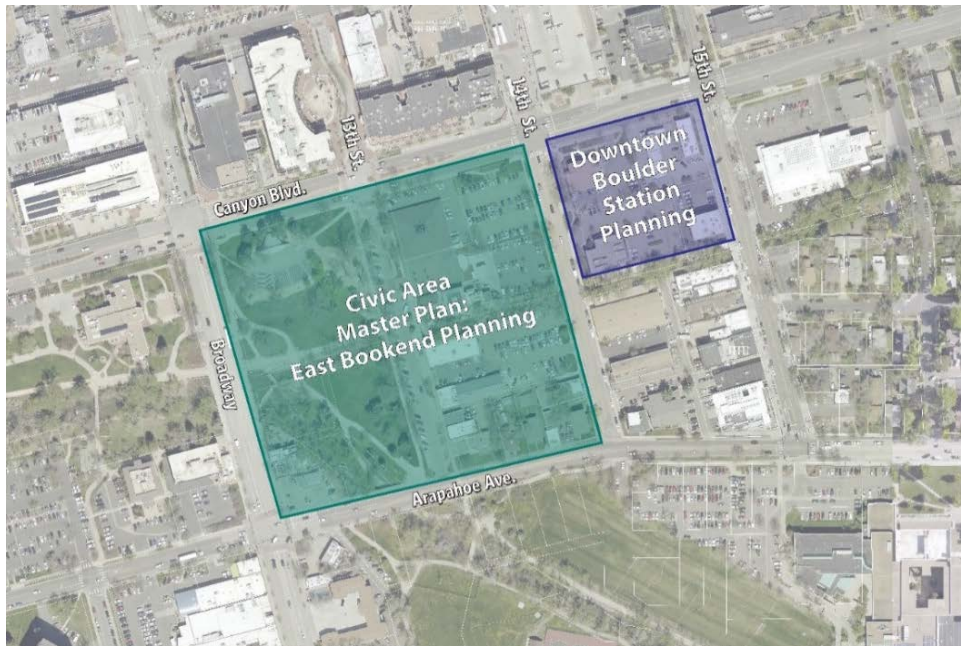 15th St.
14th St.
13th St.
Canyon Blvd.
Downtown
Boulder
Station
Planning
Civic Area
Master Plan:
East Bookend Planning
Broadway
Arapahoe Ave.